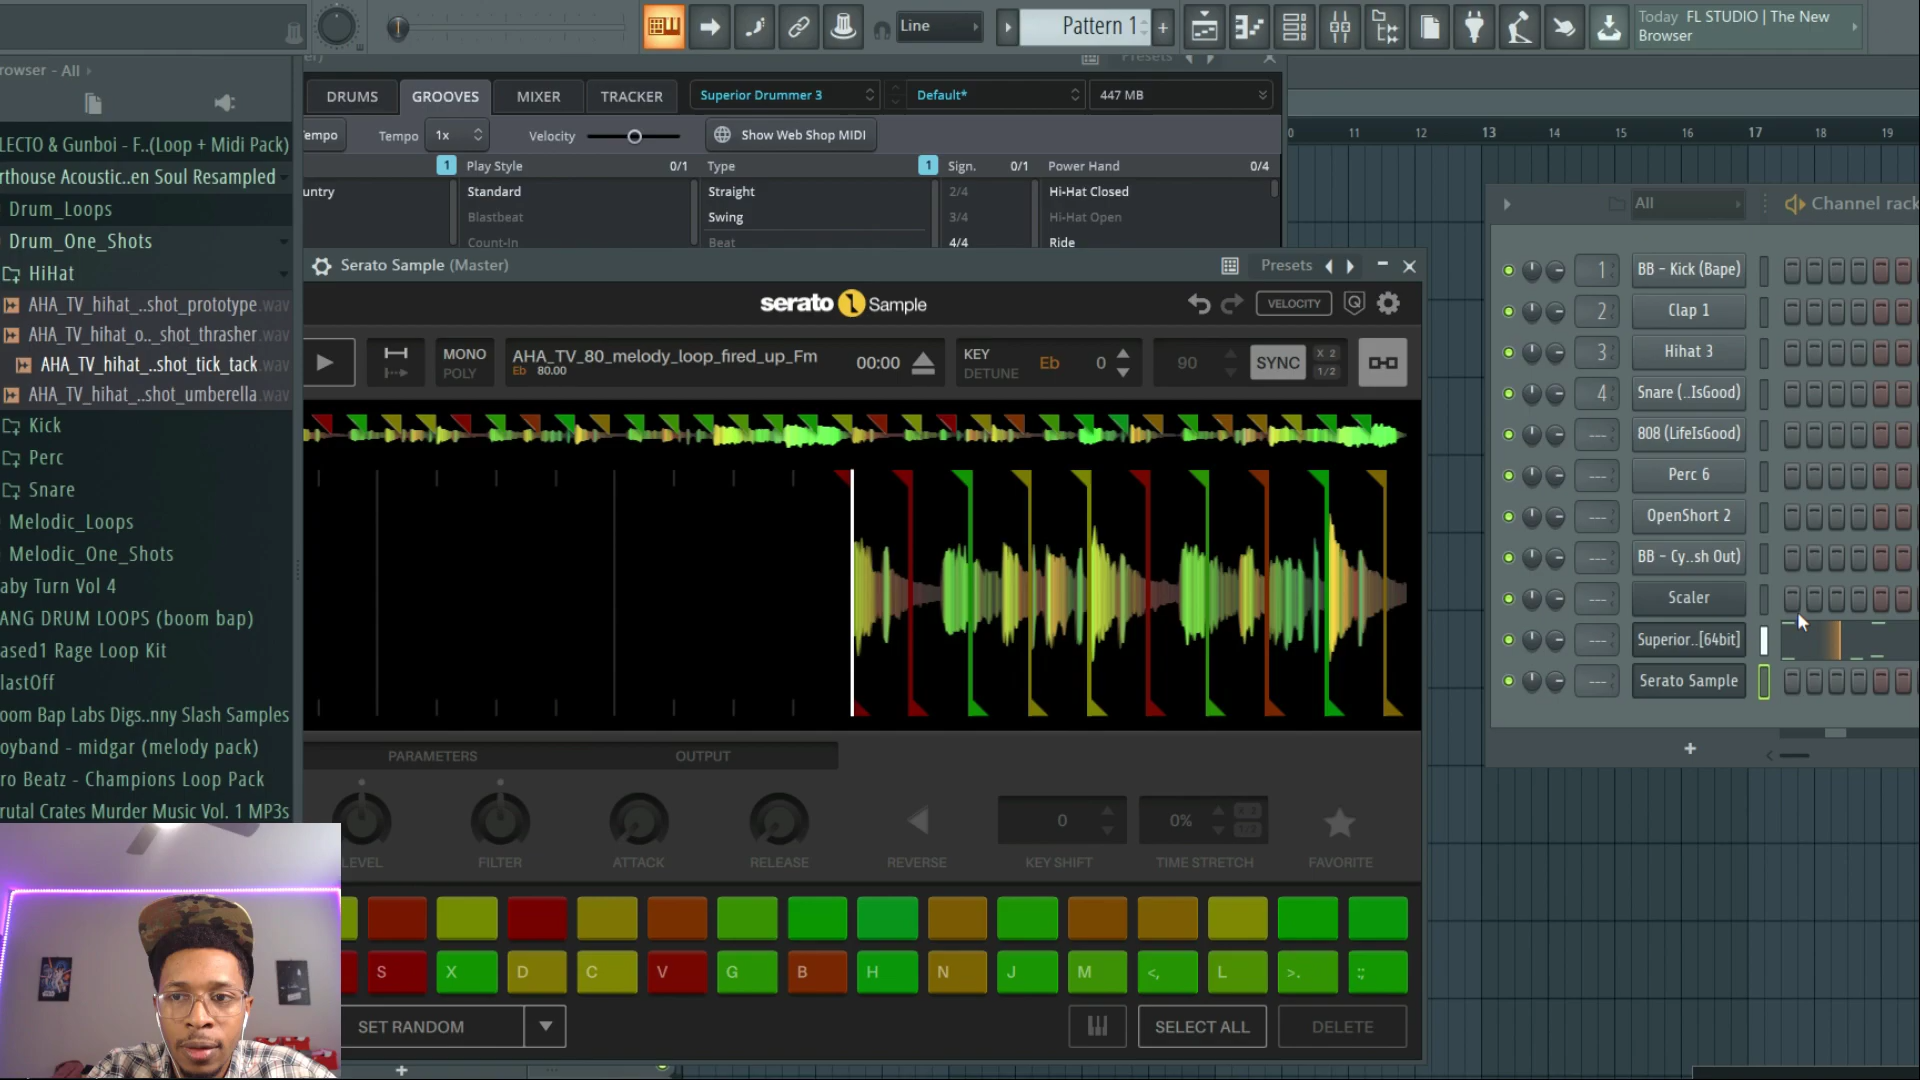 Line
Pattern 1
+
Today FL STUDIO | The New
Browser
rowser - All
Presets
DRUMS GROOVES MIXER TRACKER Superior Drummer 3 Default* 447 MB
empo Tempo 1x Velocity Show Web Shop MIDI
1 Play Style 0/1 Type 1 Sign. 0/1 Power Hand 0/4
untry Standard Straight 2/4 Hi-Hat Closed
Blastbeat Swing 3/4 Hi-Hat Open
Count-In Beat 4/4 Ride
0 11 12 13 14 15 16 17 18 19
LECTO & Gunboi - F..(Loop + Midi Pack)
rthouse Acoustic..en Soul Resampled
Drum_Loops
Drum_One_Shots
HiHat
AHA_TV_hihat_..shot_prototype.wav
AHA_TV_hihat_o.._shot_thrasher.wav
AHA_TV_hihat_..shot_tick_tack.wav
AHA_TV_hihat_..shot_umberella.wav
Kick
Perc
Snare
Melodic_Loops
Melodic_One_Shots
aby Turn Vol 4
ANG DRUM LOOPS (boom bap)
ased1 Rage Loop Kit
lastOff
oom Bap Labs Digs..nny Slash Samples
oyband - midgar (melody pack)
ro Beatz - Champions Loop Pack
rutal Crates Murder Music Vol. 1 MP3s
Serato Sample (Master) Presets
serato Sample VELOCITY
MONO
POLY
AHA_TV_80_melody_loop_fired_up_Fm
Eb 80.00
00:00
KEY
DETUNE
Eb 0
90 SYNC
X 2
1/2
PARAMETERS OUTPUT
0 0%
X 2
1/2
LEVEL FILTER ATTACK RELEASE REVERSE KEY SHIFT TIME STRETCH FAVORITE
S X D C V G B H N J M <, L >. :;
SET RANDOM SELECT ALL DELETE
All Channel rack
1 BB - Kick (Bape)
2 Clap 1
3 Hihat 3
4 Snare (..IsGood)
--- 808 (LifeIsGood)
--- Perc 6
--- OpenShort 2
--- BB - Cy..sh Out)
--- Scaler
--- Superior..[64bit]
--- Serato Sample
+